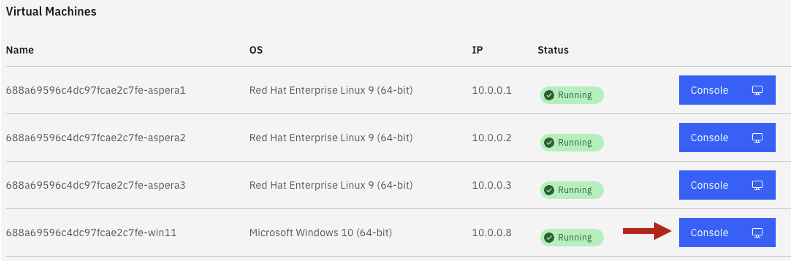 Virtual Machines
Name OS IP Status
688a69596c4dc97fcae2c7fe-aspera1 Red Hat Enterprise Linux 9 (64-bit) 10.0.0.1 Running Console
688a69596c4dc97fcae2c7fe-aspera2 Red Hat Enterprise Linux 9 (64-bit) 10.0.0.2 Running Console
688a69596c4dc97fcae2c7fe-aspera3 Red Hat Enterprise Linux 9 (64-bit) 10.0.0.3 Running Console
688a69596c4dc97fcae2c7fe-win11 Microsoft Windows 10 (64-bit) 10.0.0.8 Running Console